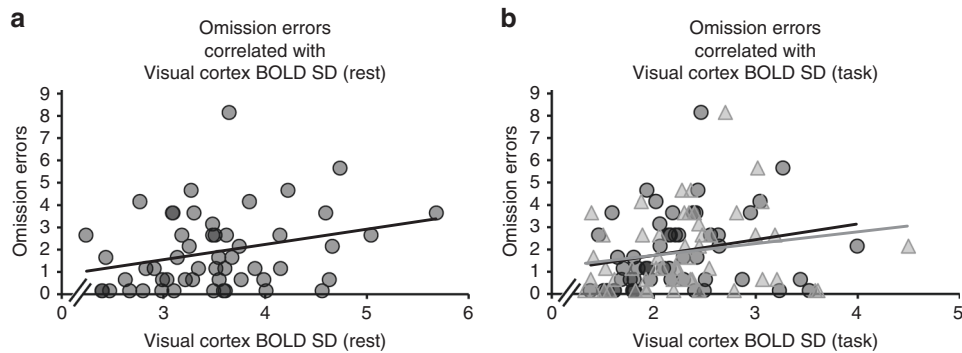 a
Omission errors
correlated with
Visual cortex BOLD SD (rest)
Omission errors
9
8
7
6
5
4
3
2
1
0
0 3 4 5 6
Visual cortex BOLD SD (rest)
b
Omission errors
correlated with
Visual cortex BOLD SD (task)
Omission errors
9
8
7
6
5
4
3
2
1
0
0 2 3 4 5
Visual cortex BOLD SD (task)